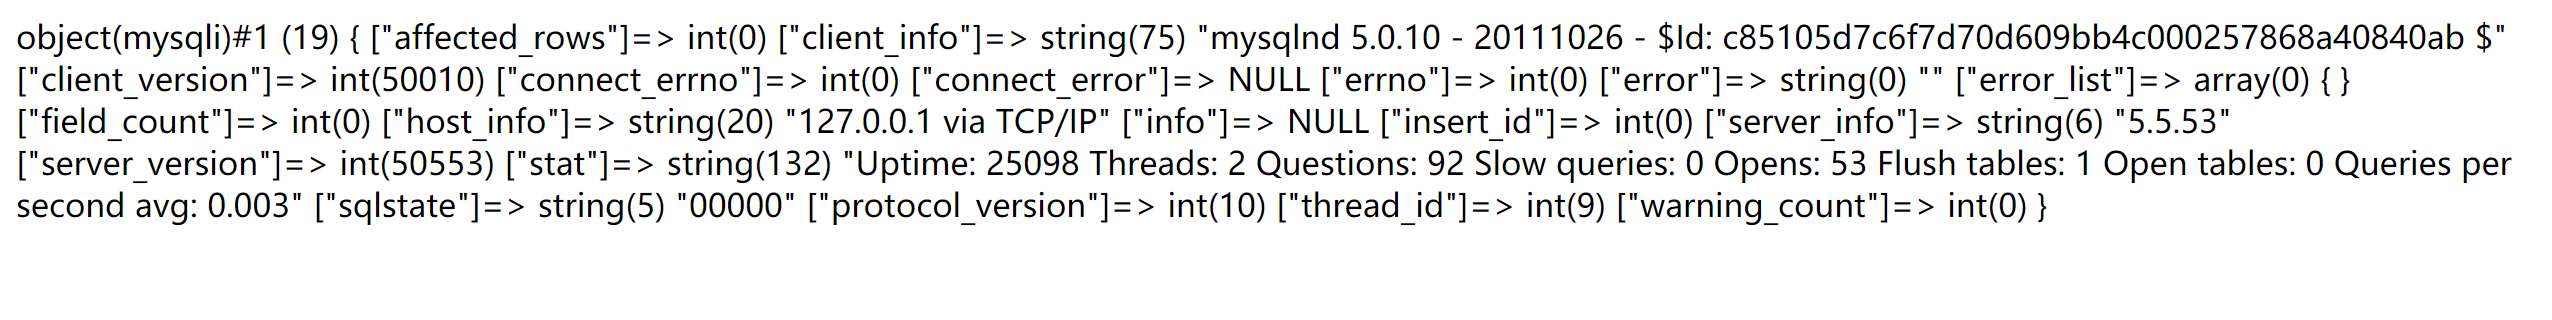 object(mysqli)#1 (19) { ["affected_rows"]=> int(0) ["client_info"]=> string(75) "mysqlnd 5.0.10 - 20111026 - $Id: c85105d7c6f7d70d609bb4c000257868a40840ab $"
["client_version"]=> int(50010) ["connect_errno"]=> int(0) ["connect_error"]=> NULL ["errno"]=> int(0) ["error"]=> string(0) "" ["error_list"]=> array(0) { }
["field_count"]=> int(0) ["host_info"]=> string(20) "127.0.0.1 via TCP/IP" ["info"]=> NULL ["insert_id"]=> int(0) ["server_info"]=> string(6) "5.5.53"
["server_version"]=> int(50553) ["stat"]=> string(132) "Uptime: 25098 Threads: 2 Questions: 92 Slow queries: 0 Opens: 53 Flush tables: 1 Open tables: 0 Queries per
second avg: 0.003" ["sqlstate"]=> string(5) "00000" ["protocol_version"]=> int(10) ["thread_id"]=> int(9) ["warning_count"]=> int(0) }